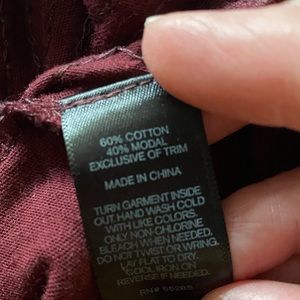 60% COTTON
40% MODAL
EXCLUSIVE OF TRIM
MADE IN CHINA
TURN GARMENT INSIDE
OUT. HAND WASH COLD
WITH LIKE COLORS.
ONLY NON-CHLORINE
BLEACH WHEN NEEDED.
DO NOT TWIST OR WRING.
LAY FLAT TO DRY.
COOL IRON ON
REVERSE IF NEEDED.
RN#